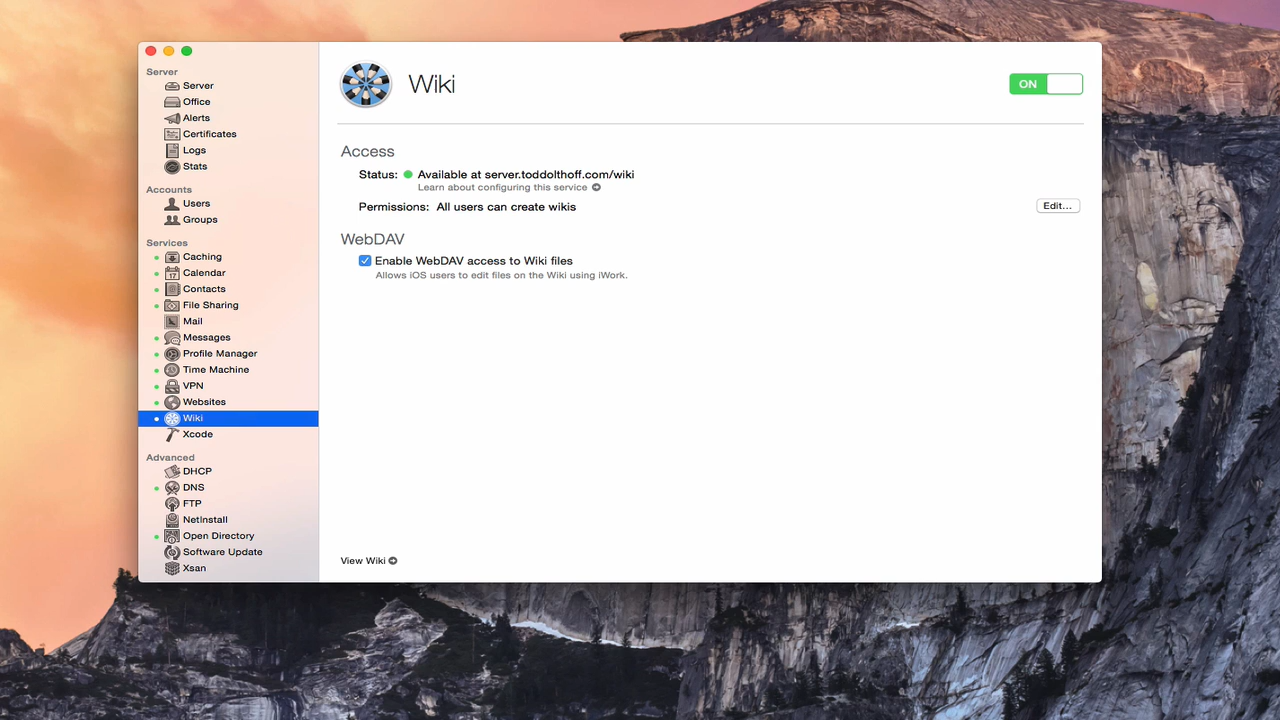 Server
Server
Office
Alerts
Certificates
Logs
Stats
Accounts
Users
Groups
Services
Caching
17 Calendar
Contacts
File Sharing
Mail
Messages
Profile Manager
Time Machine
VPN
Websites
Wiki
Xcode
Advanced
DHCP
DNS
FTP
NetInstall
Open Directory
Software Update
Xsan
Wiki
ON
Access
Status: Available at server.toddolthoff.com/wiki
Learn about configuring this service
Permissions: All users can create wikis
Edit...
WebDAV
Enable WebDAV access to Wiki files
Allows iOS users to edit files on the Wiki using iWork.
View Wiki